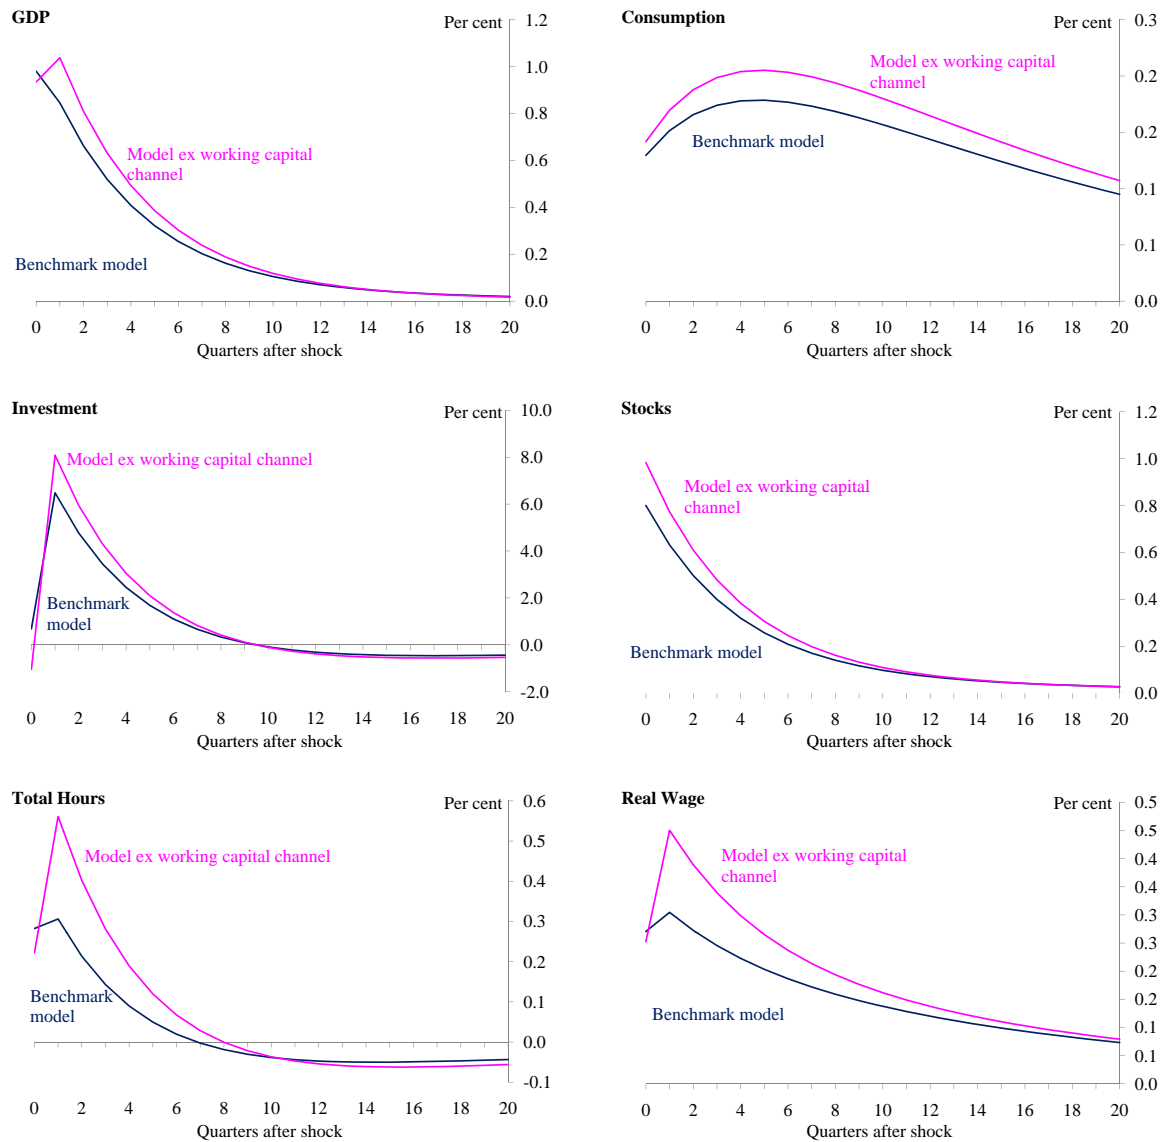 GDP
Per cent
1.2
1.0
0.8
0.6
0.4
0.2
0.0
Model ex working capital
channel
Benchmark model
0 2 4 6 8 10 12 14 16 18 20
Quarters after shock
Consumption
Per cent
0.3
0.2
0.2
0.1
0.1
0.0
Model ex working capital
channel
Benchmark model
0 2 4 6 8 10 12 14 16 18 20
Quarters after shock
Investment
Per cent
10.0
8.0
6.0
4.0
2.0
0.0
-2.0
Model ex working capital channel
Benchmark
model
0 2 4 6 8 10 12 14 16 18 20
Quarters after shock
Stocks
Per cent
1.2
1.0
0.8
0.6
0.4
0.2
0.0
Model ex working capital
channel
Benchmark model
0 2 4 6 8 10 12 14 16 18 20
Quarters after shock
Total Hours
Per cent
0.6
0.5
0.4
0.3
0.2
0.1
0.0
-0.1
Model ex working capital channel
Benchmark
model
0 2 4 6 8 10 12 14 16 18 20
Quarters after shock
Real Wage
Per cent
0.5
0.5
0.4
0.4
0.3
0.3
0.2
0.2
0.1
0.1
0.0
Model ex working capital
channel
Benchmark model
0 2 4 6 8 10 12 14 16 18 20
Quarters after shock